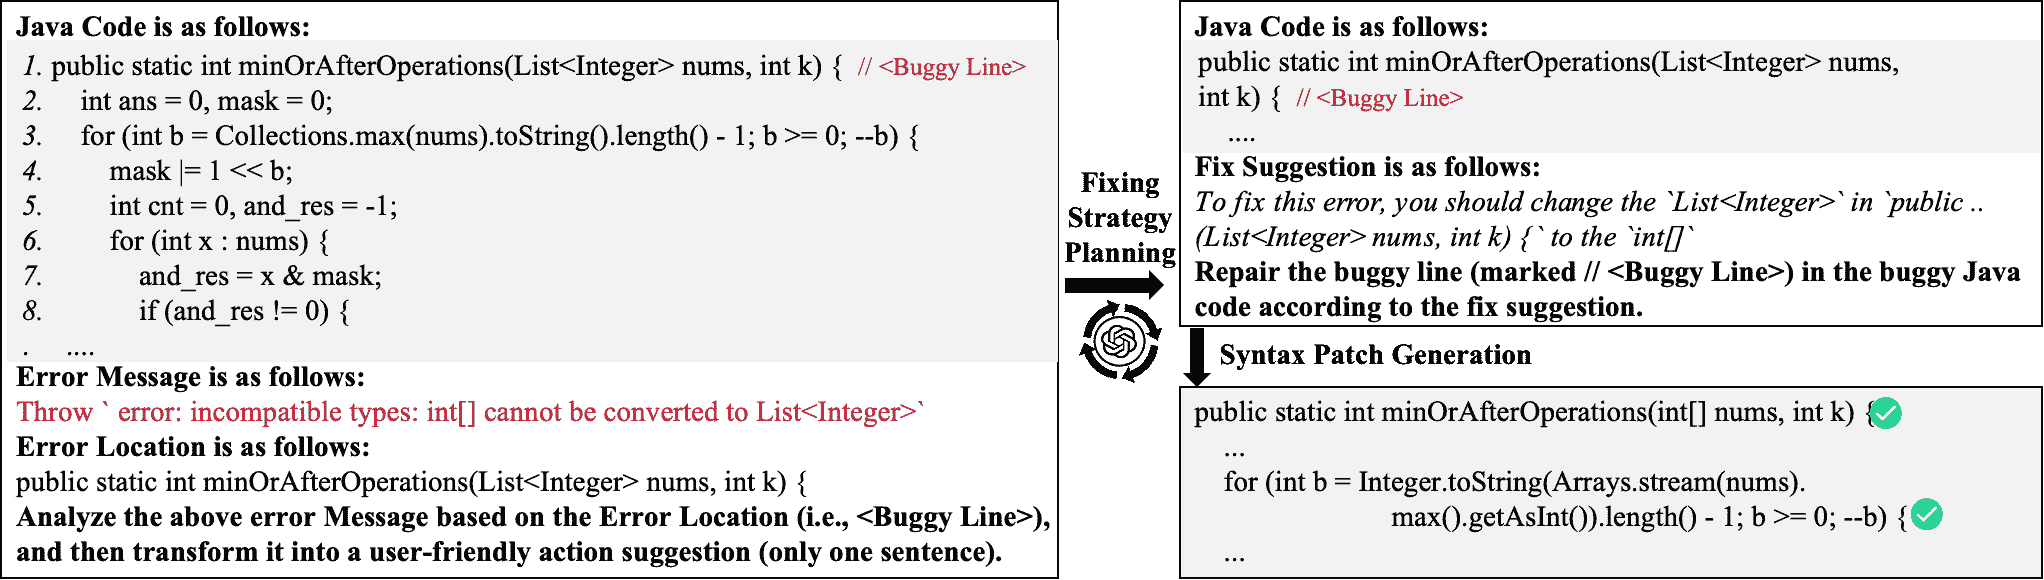 Java Code is as follows:
1. public static int minOrAfterOperations(List<Integer> nums, int k) { // <Buggy Line>
2. int ans = 0, mask = 0;
3. for (int b = Collections.max(nums).toString().length() - 1; b >= 0; --b) {
4. mask |= 1 << b;
5. int cnt = 0, and_res = -1;
6. for (int x : nums) {
7. and_res = x & mask;
8. if (and_res != 0) {
. ....
Error Message is as follows:
Throw ` error: incompatible types: int[] cannot be converted to List<Integer>`
Error Location is as follows:
public static int minOrAfterOperations(List<Integer> nums, int k) {
Analyze the above error Message based on the Error Location (i.e., <Buggy Line>),
and then transform it into a user-friendly action suggestion (only one sentence).
Fixing
Strategy
Planning
Java Code is as follows:
public static int minOrAfterOperations(List<Integer> nums,
int k) { // <Buggy Line>
....
Fix Suggestion is as follows:
To fix this error, you should change the `List<Integer>` in `public ..
(List<Integer> nums, int k) {` to the `int[]`
Repair the buggy line (marked // <Buggy Line>) in the buggy Java
code according to the fix suggestion.
Syntax Patch Generation
public static int minOrAfterOperations(int[] nums, int k) {
...
for (int b = Integer.toString(Arrays.stream(nums).
max().getAsInt()).length() - 1; b >= 0; --b) {
...